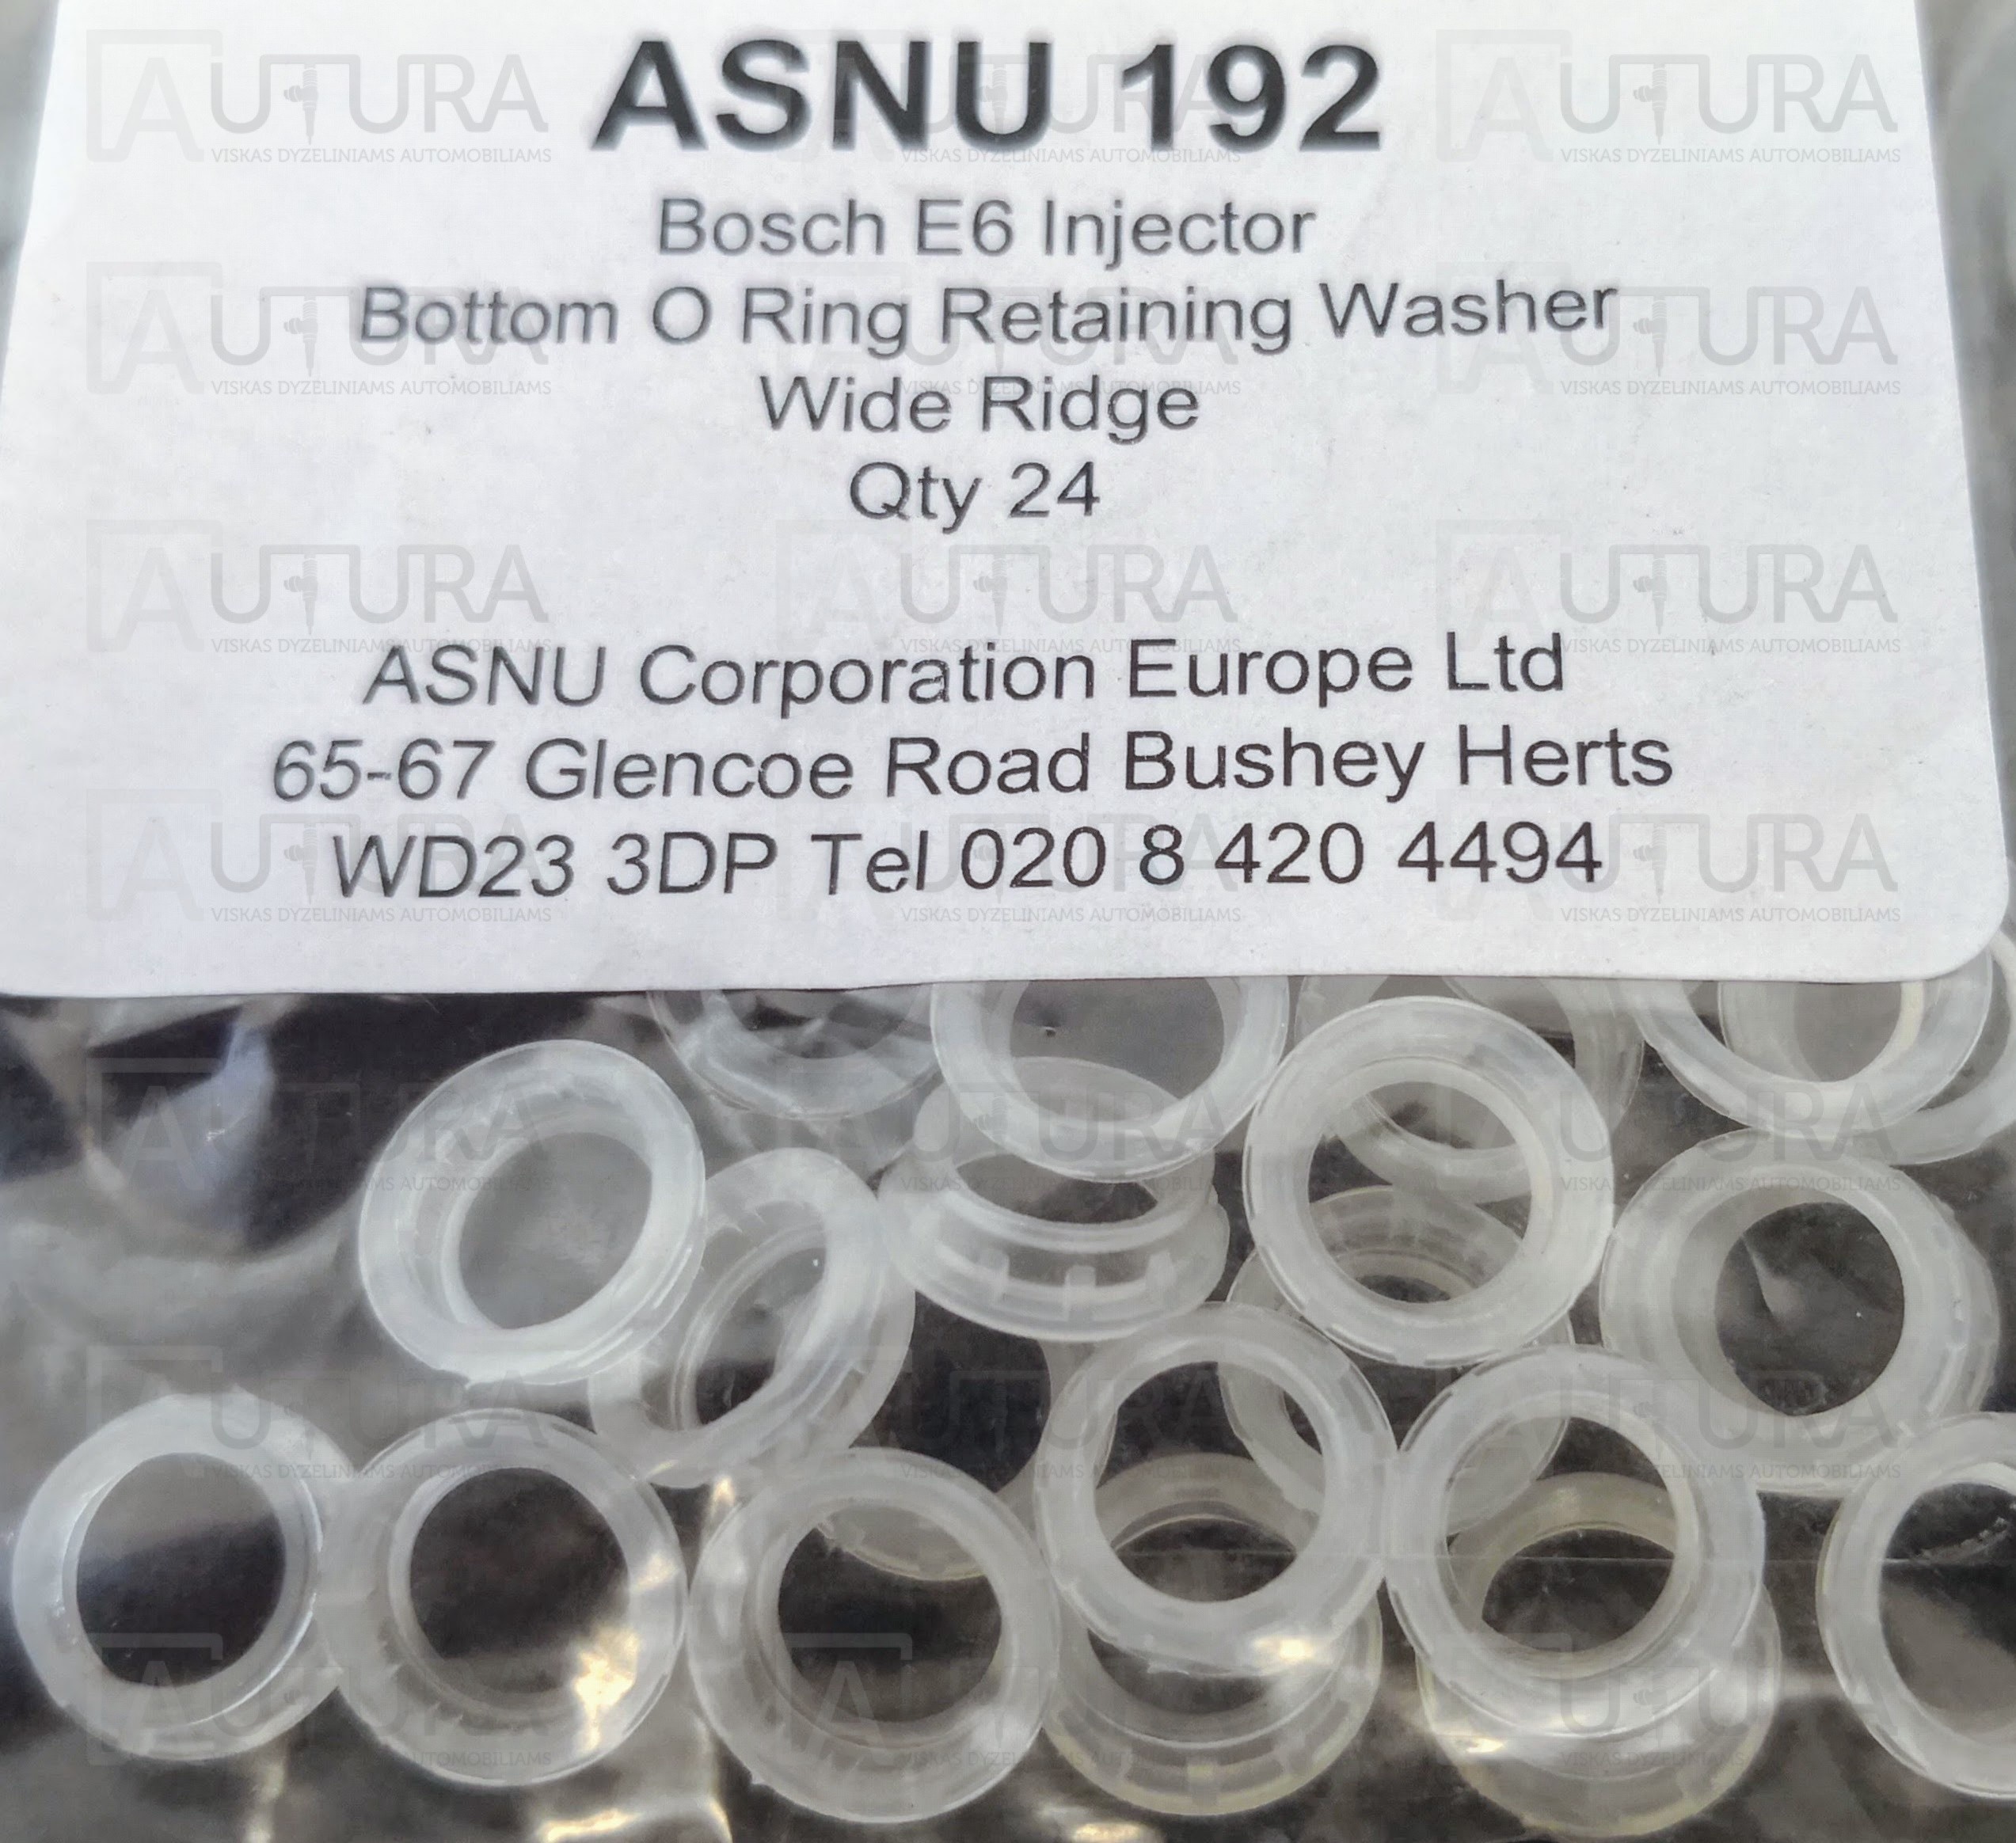 ASNU 192
Bosch E6 Injector
Bottom O Ring Retaining Washer
Wide Ridge
Qty 24
ASNU Corporation Europe Ltd
65-67 Glencoe Road Bushey Herts
WD23 3DP Tel 020 8 420 4494
AUTURA
VISKAS DYZELINIAMS AUTOMOBILIAMS